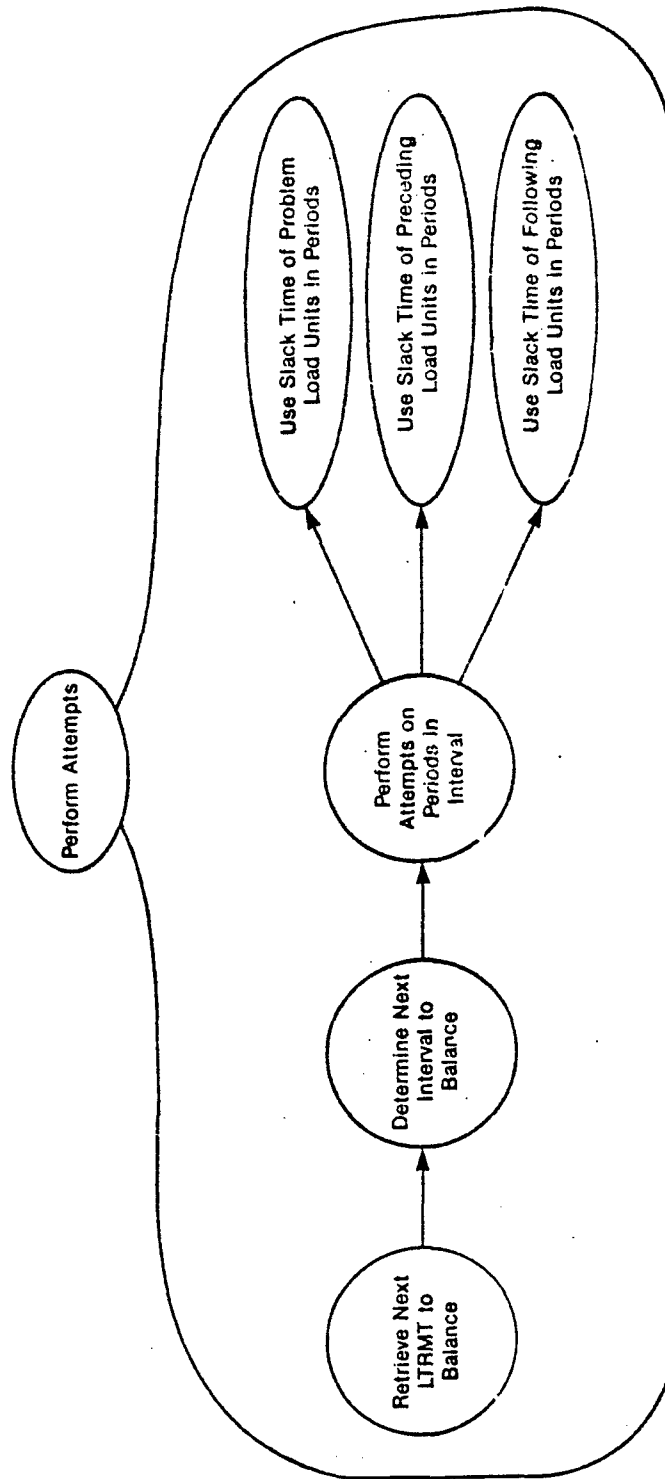 Perform Attempts
Retrieve Next
LTRMT to
Balance
Determine Next
Interval to
Balance
Perform
Attempts on
Periods in
Interval
Use Slack Time of Problem
Load Units in Periods
Use Slack Time of Preceding
Load Units in Periods
Use Slack Time of Following
Load Units in Periods